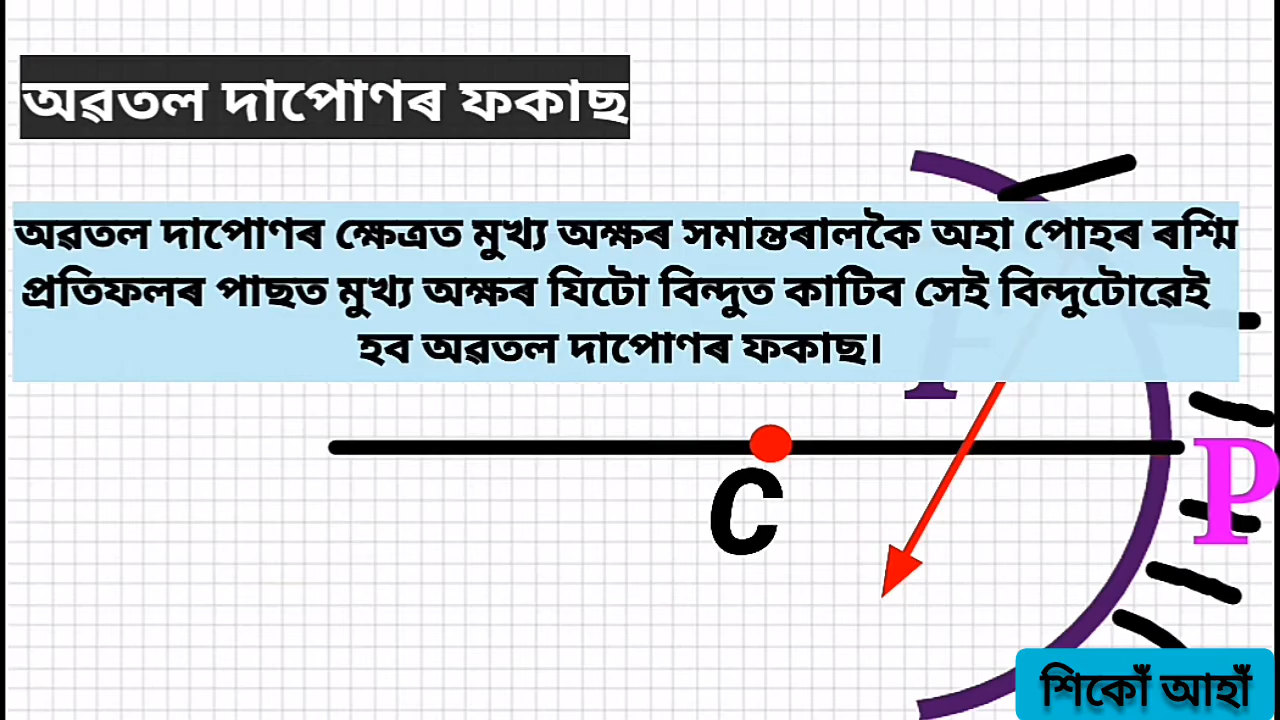 অৱতল দাপোণৰ ফকাছ
অৱতল দাপোণৰ ক্ষেত্ৰত মুখ্য অক্ষৰ সমান্তৰালকৈ অহা পোহৰ ৰশ্মি
প্ৰতিফলৰ পাছত মুখ্য অক্ষৰ যিটো বিন্দুত কাটিব সেই বিন্দুটোৱেই
হব অৱতল দাপোণৰ ফকাছ।
F
C
P
শিকোঁ আহাঁ